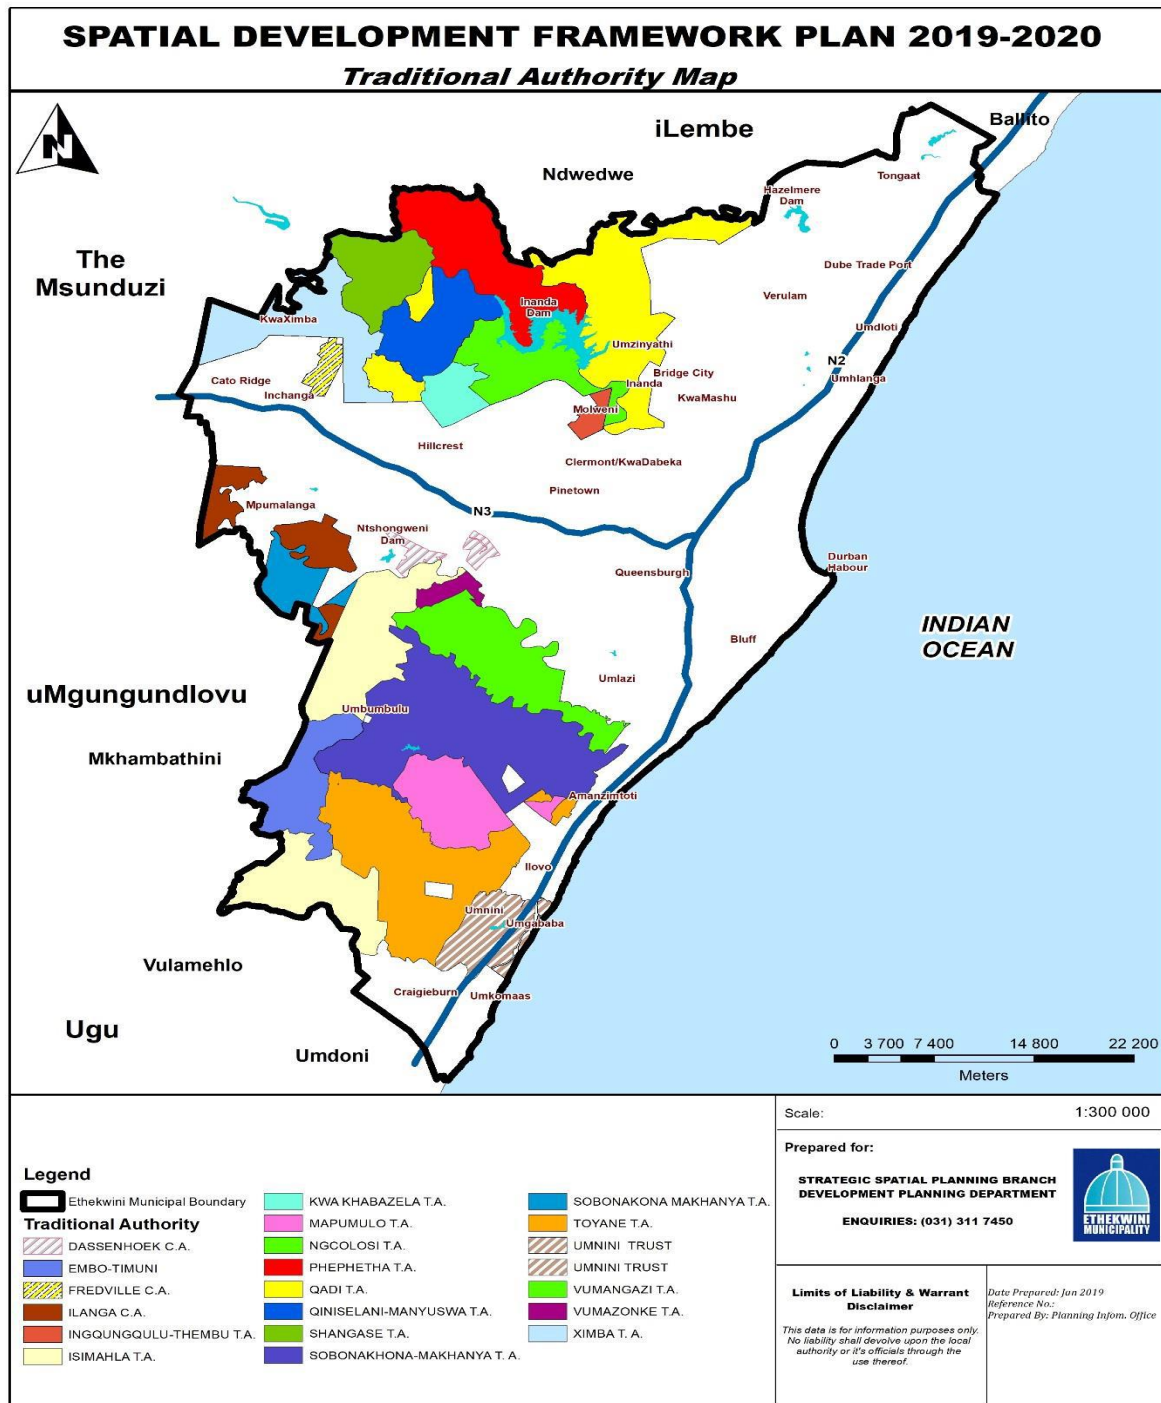 SPATIAL DEVELOPMENT FRAMEWORK PLAN 2019-2020
Traditional Authority Map
N
iLembe
Ballito
Ndwedwe
Tongaat
Hazelmere
Dam
The
Msunduzi
Dube Trade Port
Verulam
Inanda
Dam
KwaXimba
Umdloti
Umzinyathi
N2
Bridge City
Umhlanga
Cato Ridge
Inanda
Inchanga
KwaMashu
Molweni
Hillcrest
Clermont/KwaDabeka
Pinetown
Mpumalanga
N3
Ntshongweni
Dam
Durban
Habour
Queensburgh
INDIAN
OCEAN
Bluff
Umlazi
uMgungundlovu
Umbumbulu
Mkhambathini
Amanzimtoti
Ilovo
Umnini
Umgababa
Vulamehlo
Craigieburn
Umkomaas
Ugu
Umdoni
0 3 700 7 400 14 800 22 200
Meters
Legend
Ethekwini Municipal Boundary
Traditional Authority
DASSENHOEK C.A.
EMBO-TIMUNI
FREDVILLE C.A.
ILANGA C.A.
INGQUNGQULU-THEMBU T.A.
ISIMAHLA T.A.
KWA KHABAZELA T.A.
MAPUMULO T.A.
NGCOLOSI T.A.
PHEPHETHA T.A.
QADI T.A.
QINISELANI-MANYUSWA T.A.
SHANGASE T.A.
SOBONAKHONA-MAKHANYA T. A.
SOBONAKONA MAKHANYA T.A.
TOYANE T.A.
UMNINI TRUST
UMNINI TRUST
VUMANGAZI T.A.
VUMAZONKE T.A.
XIMBA T. A.
Scale: 1:300 000
Prepared for:
STRATEGIC SPATIAL PLANNING BRANCH
DEVELOPMENT PLANNING DEPARTMENT
ENQUIRIES: (031) 311 7450
ETHEKWINI
MUNICIPALITY
Limits of Liability & Warrant
Disclaimer
This data is for information purposes only.
No liability shall devolve upon the local
authority or it's officials through the
use thereof.
Date Prepared: Jan 2019
Reference No.:
Prepared By: Planning Infom. Office